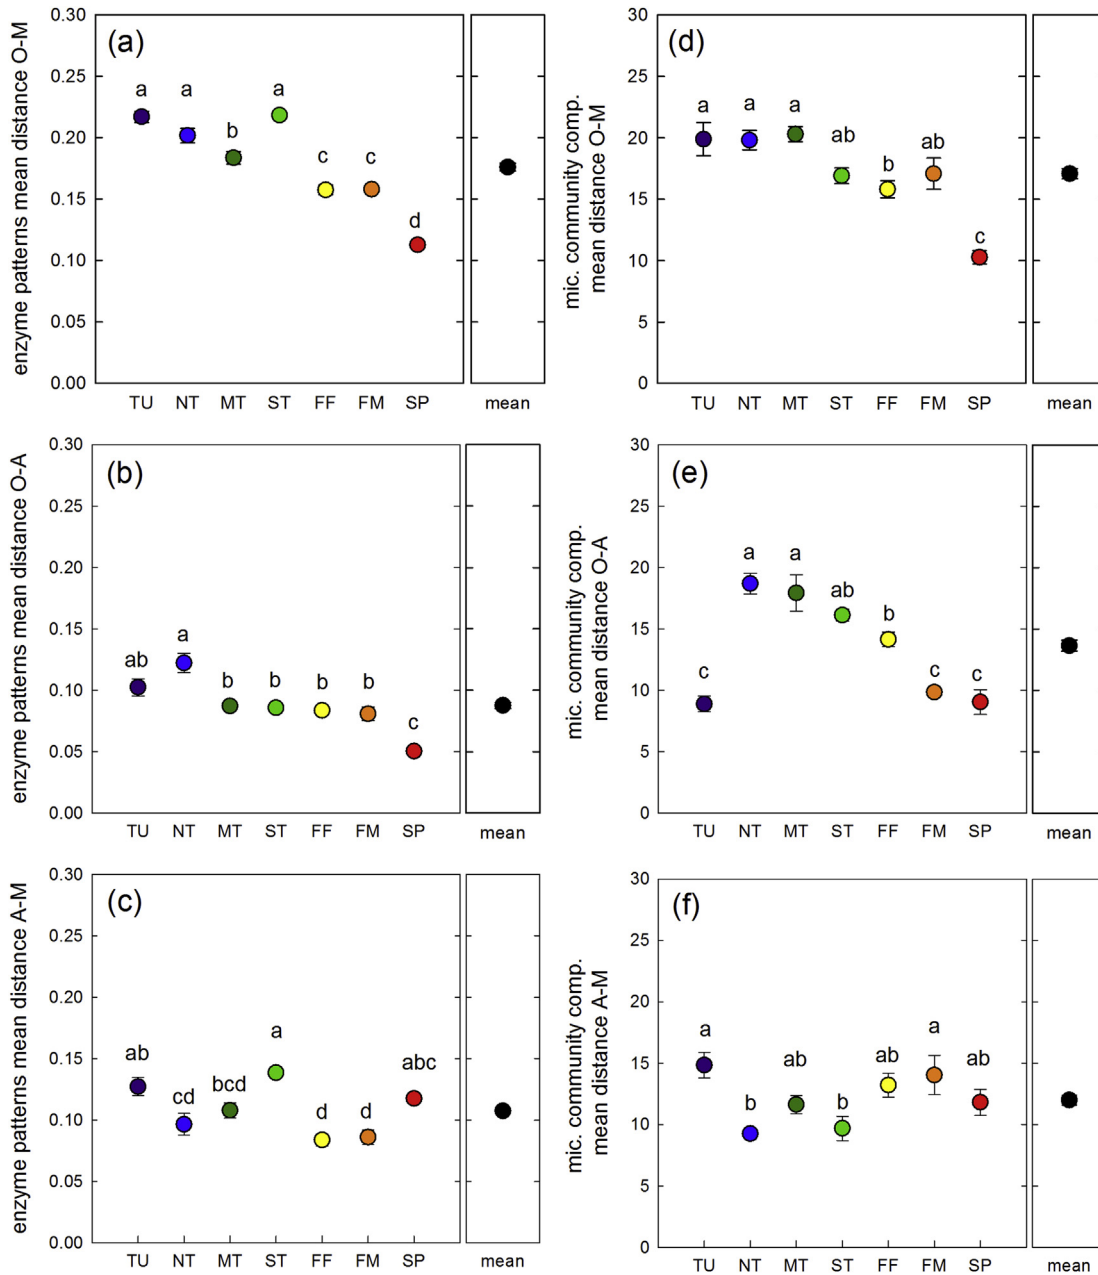 (a)
enzyme patterns mean distance O-M
0.30
0.25
0.20
0.15
0.10
0.05
0.00
a a b a c c d
TU NT MT ST FF FM SP mean
(d)
mic. community comp.
mean distance O-M
30
25
20
15
10
5
0
a a a ab b ab c
TU NT MT ST FF FM SP mean
(b)
enzyme patterns mean distance O-A
0.30
0.25
0.20
0.15
0.10
0.05
0.00
ab a b b b b c
TU NT MT ST FF FM SP mean
(e)
mic. community comp.
mean distance O-A
30
25
20
15
10
5
0
c a a ab b c c
TU NT MT ST FF FM SP mean
(c)
enzyme patterns mean distance A-M
0.30
0.25
0.20
0.15
0.10
0.05
0.00
ab cd bcd a d d abc
TU NT MT ST FF FM SP mean
(f)
mic. community comp.
mean distance A-M
30
25
20
15
10
5
0
a b ab b ab a ab
TU NT MT ST FF FM SP mean